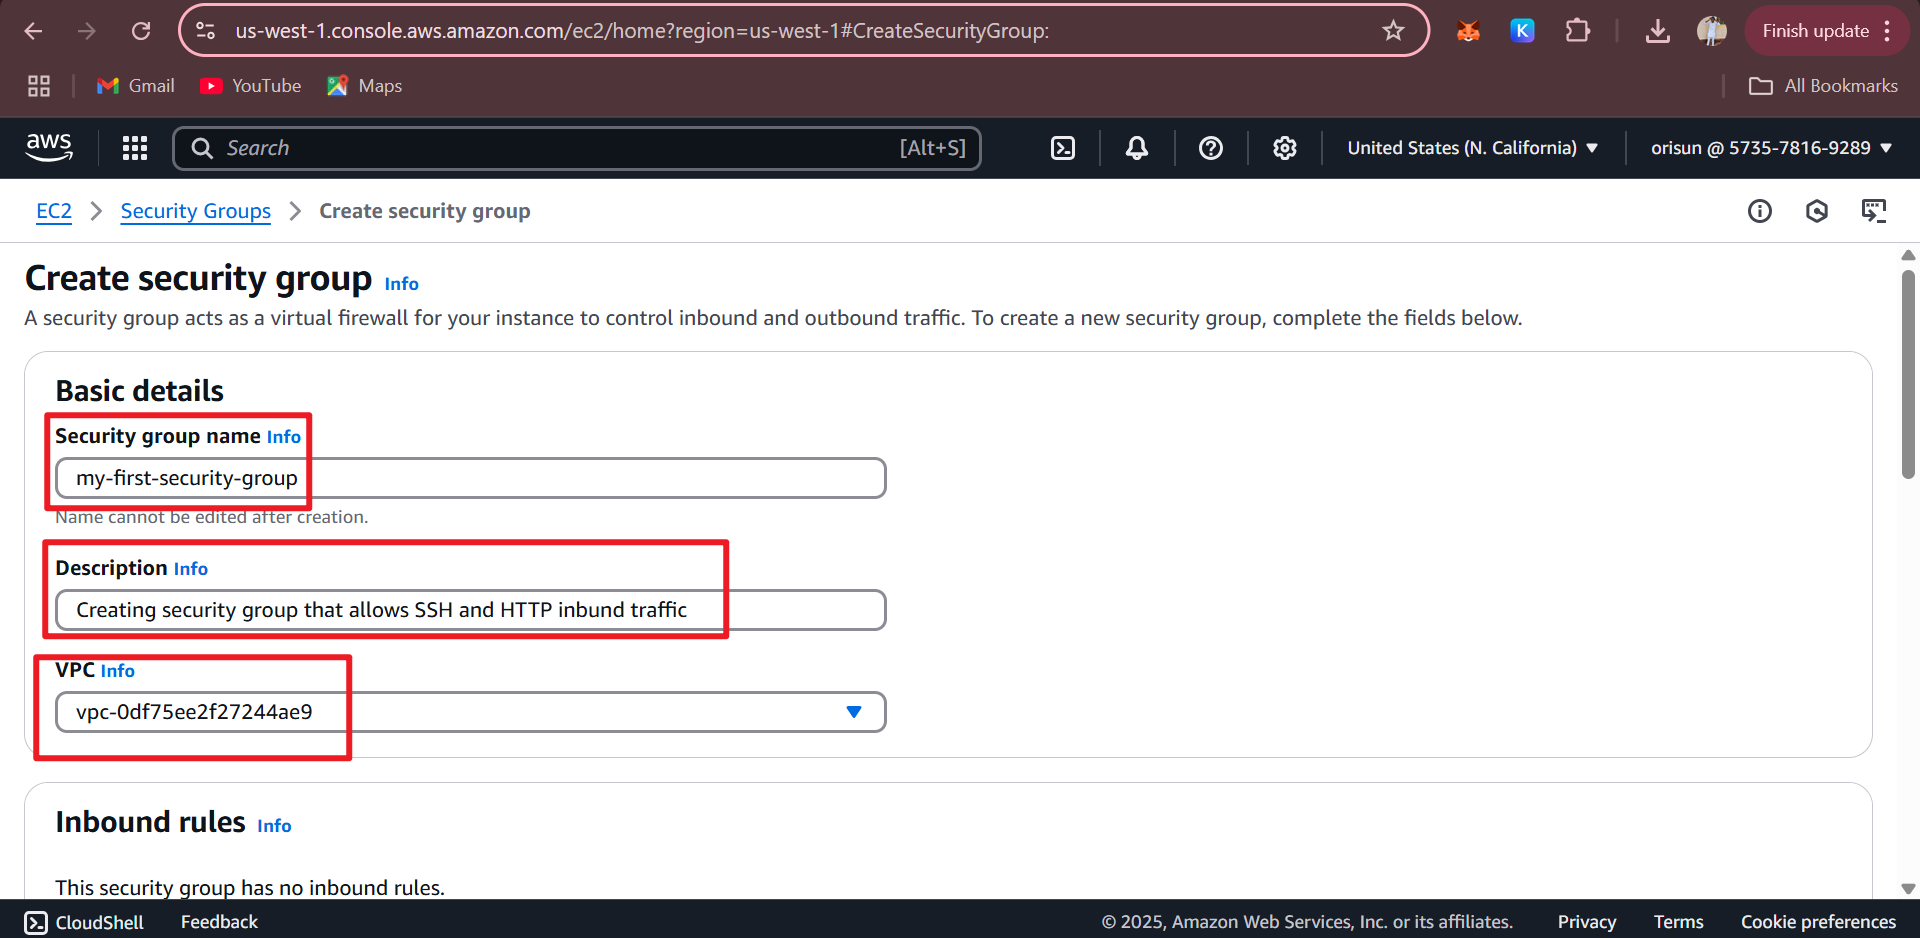 us-west-1.console.aws.amazon.com/ec2/home?region=us-west-1#CreateSecurityGroup:
K
Finish update
Gmail
YouTube
Maps
All Bookmarks
aws
Search
[Alt+S]
United States (N. California)
orisun @ 5735-7816-9289
EC2
Security Groups
Create security group
Create security group Info
A security group acts as a virtual firewall for your instance to control inbound and outbound traffic. To create a new security group, complete the fields below.
Basic details
Security group name Info
my-first-security-group
Name cannot be edited after creation.
Description Info
Creating security group that allows SSH and HTTP inbund traffic
VPC Info
vpc-0df75ee2f27244ae9
Inbound rules Info
This security group has no inbound rules.
CloudShell
Feedback
© 2025, Amazon Web Services, Inc. or its affiliates.
Privacy
Terms
Cookie preferences